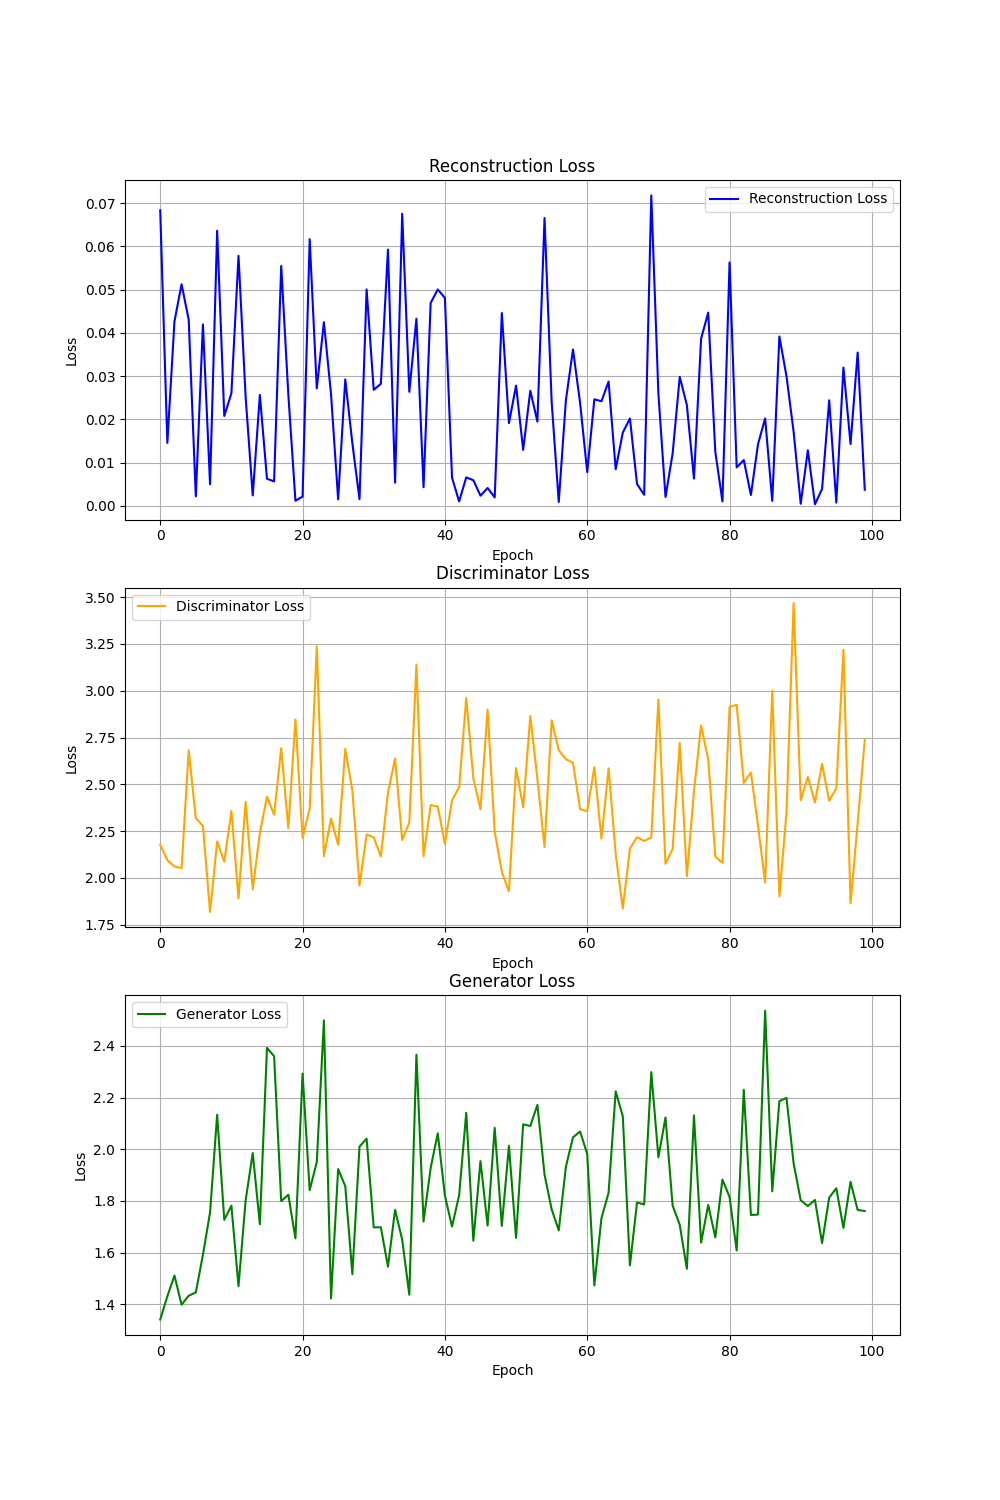 Reconstruction Loss
Reconstruction Loss
0.07
0.06
0.05
0.04
0.03
0.02
0.01
0.00
Loss
0 20 40 60 80 100
Epoch
Discriminator Loss
Discriminator Loss
3.50
3.25
3.00
2.75
2.50
2.25
2.00
1.75
Loss
0 20 40 60 80 100
Epoch
Generator Loss
Generator Loss
2.4
2.2
2.0
1.8
1.6
1.4
Loss
0 20 40 60 80 100
Epoch